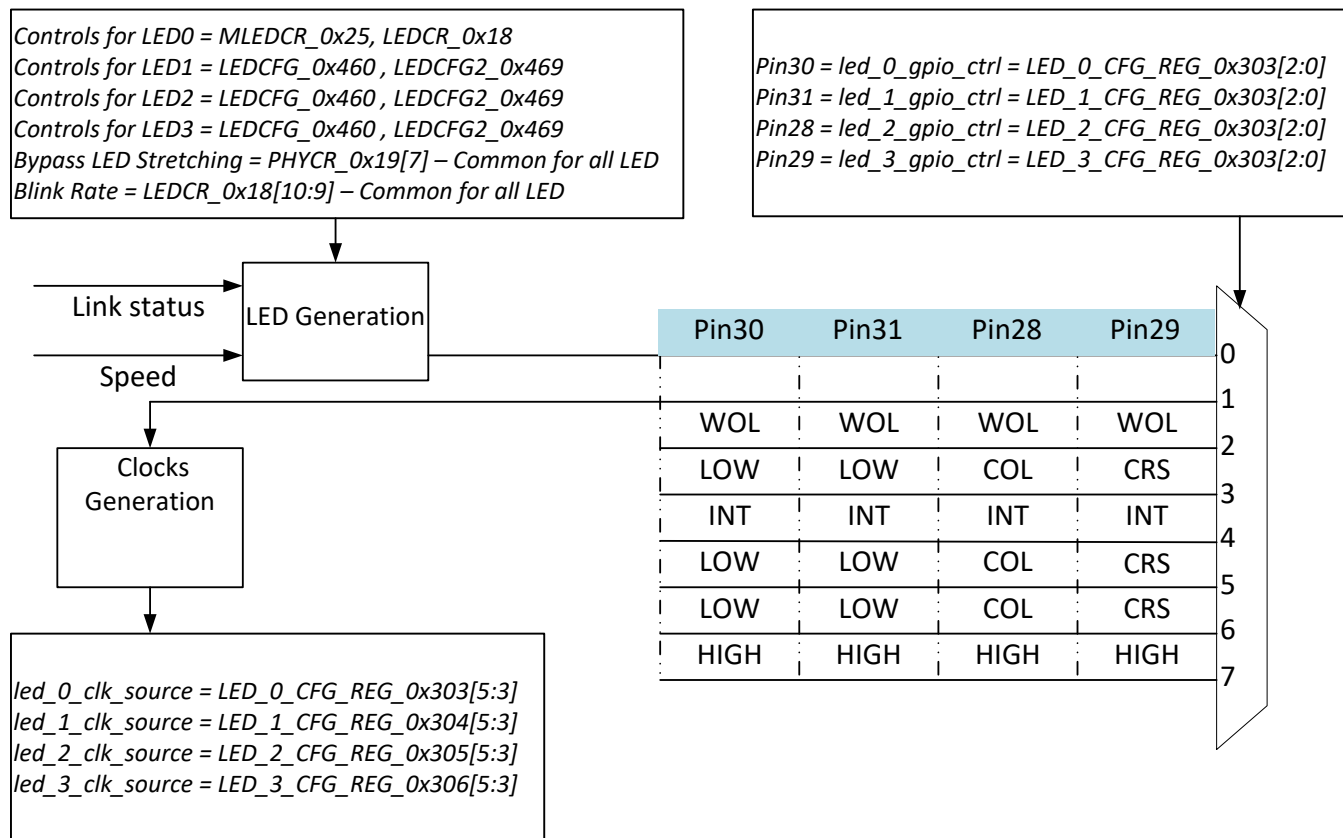 Controls for LED0 = MLEDCR_0x25, LEDCR_0x18
Controls for LED1 = LEDCFG_0x460 , LEDCFG2_0x469
Controls for LED2 = LEDCFG_0x460 , LEDCFG2_0x469
Controls for LED3 = LEDCFG_0x460 , LEDCFG2_0x469
Bypass LED Stretching = PHYCR_0x19[7] – Common for all LED
Blink Rate = LEDCR_0x18[10:9] – Common for all LED
Pin30 = led_0_gpio_ctrl = LED_0_CFG_REG_0x303[2:0]
Pin31 = led_1_gpio_ctrl = LED_1_CFG_REG_0x303[2:0]
Pin28 = led_2_gpio_ctrl = LED_2_CFG_REG_0x303[2:0]
Pin29 = led_3_gpio_ctrl = LED_3_CFG_REG_0x303[2:0]
Link status
Speed
LED Generation
Pin30 Pin31 Pin28 Pin29
0
1
WOL WOL WOL WOL
2
LOW LOW COL CRS
3
INT INT INT INT
4
LOW LOW COL CRS
5
LOW LOW COL CRS
6
HIGH HIGH HIGH HIGH
7
Clocks
Generation
led_0_clk_source = LED_0_CFG_REG_0x303[5:3]
led_1_clk_source = LED_1_CFG_REG_0x304[5:3]
led_2_clk_source = LED_2_CFG_REG_0x305[5:3]
led_3_clk_source = LED_3_CFG_REG_0x306[5:3]